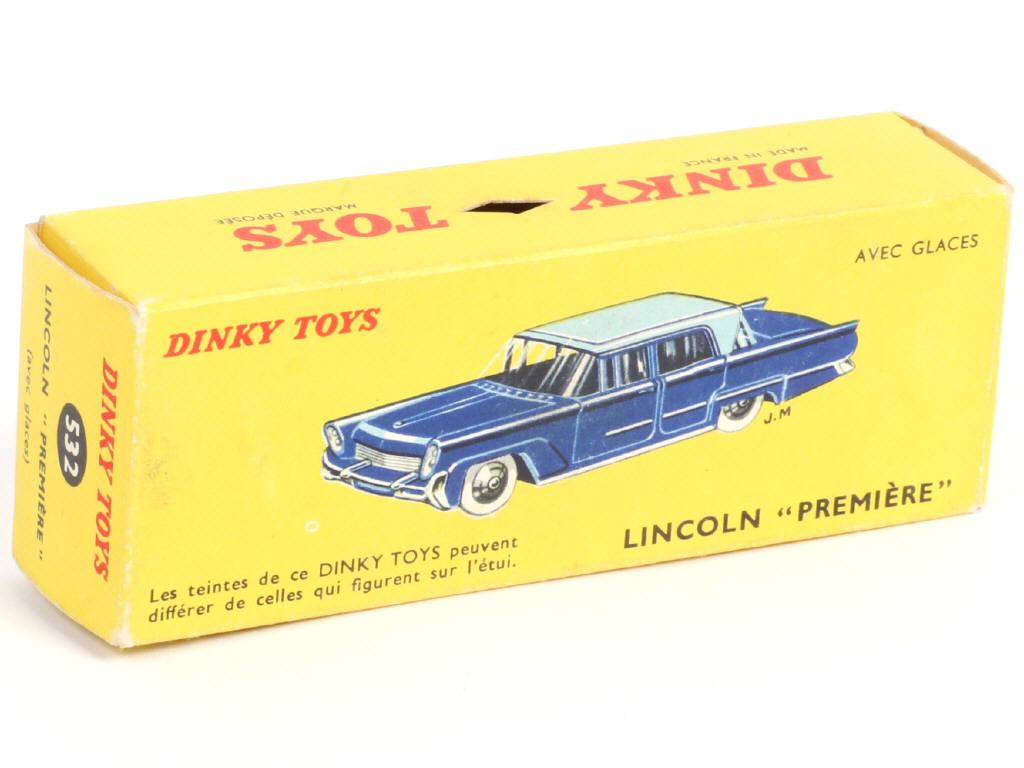 DINKY TOYS
MADE IN FRANCE
MARQUE DÉPOSÉE
DINKY TOYS
AVEC GLACES
J.M
LINCOLN “PREMIÈRE”
Les teintes de ce DINKY TOYS peuvent
différer de celles qui figurent sur l'étui.
DINKY TOYS
532
LINCOLN “PREMIÈRE”
(avec glaces)